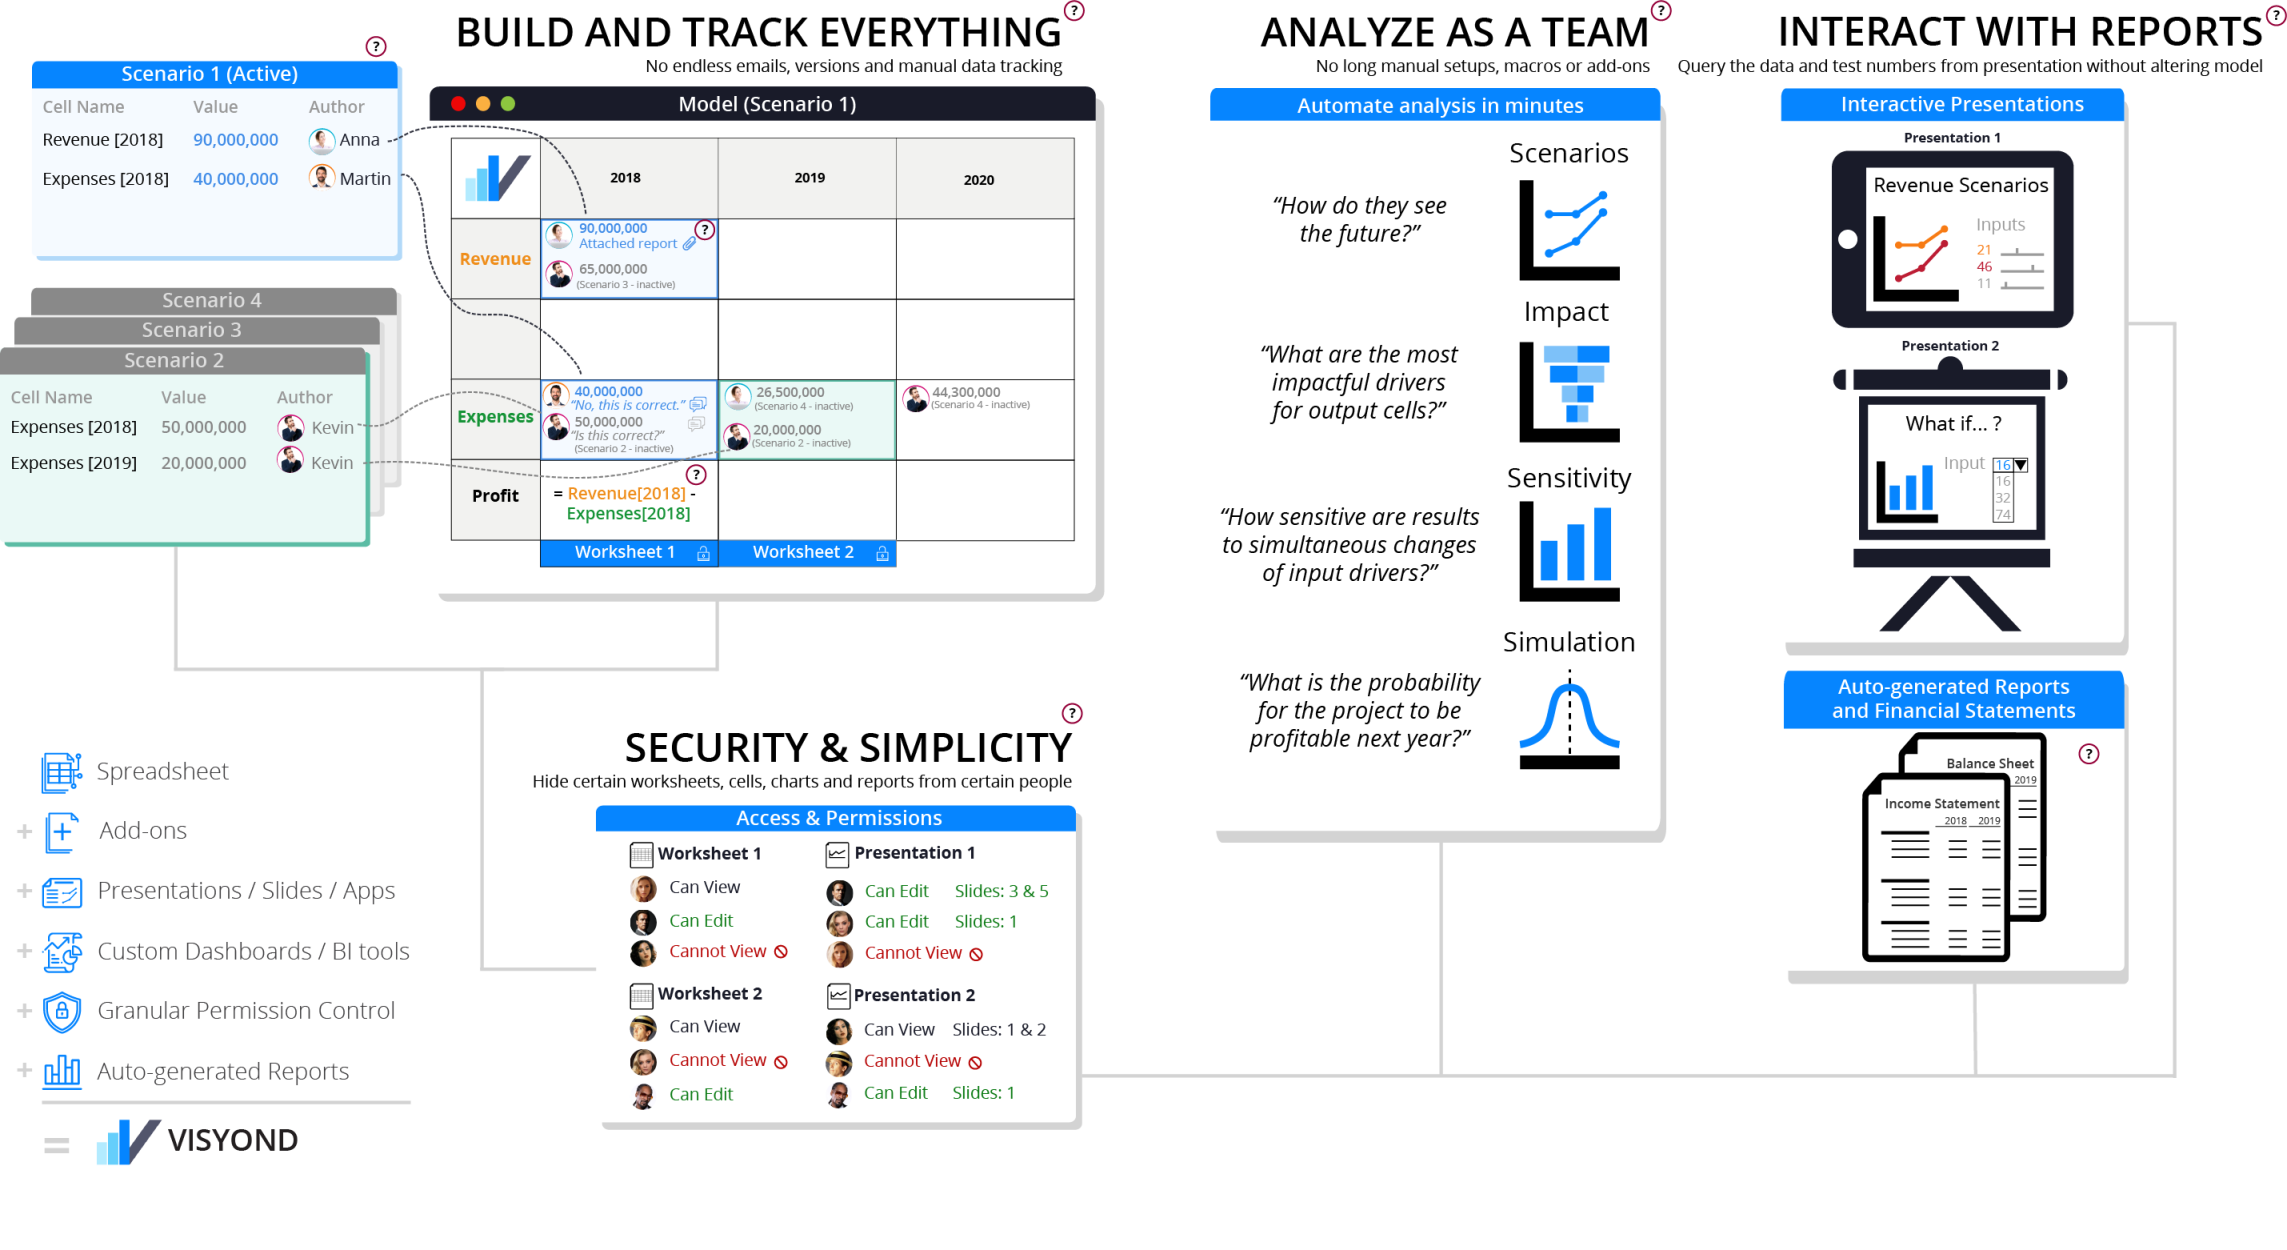 BUILD AND TRACK EVERYTHING ?
No endless emails, versions and manual data tracking
?
Scenario 1 (Active)
Cell Name Value Author
Revenue [2018] 90,000,000 Anna
Expenses [2018] 40,000,000 Martin
Scenario 4
Scenario 3
Scenario 2
Cell Name Value Author
Expenses [2018] 50,000,000 Kevin
Expenses [2019] 20,000,000 Kevin
Model (Scenario 1)
2018 2019 2020
Revenue
90,000,000 ?
Attached report
65,000,000
(Scenario 3 - inactive)
Expenses
40,000,000
“No, this is correct.”
50,000,000
“Is this correct?”
(Scenario 2 - inactive)
26,500,000
(Scenario 4 - inactive)
20,000,000
(Scenario 2 - inactive)
44,300,000
(Scenario 4 - inactive)
Profit
?
= Revenue[2018] -
Expenses[2018]
Worksheet 1 Worksheet 2
ANALYZE AS A TEAM ?
No long manual setups, macros or add-ons
Automate analysis in minutes
Scenarios
“How do they see
the future?”
Impact
“What are the most
impactful drivers
for output cells?”
Sensitivity
“How sensitive are results
to simultaneous changes
of input drivers?”
Simulation
“What is the probability
for the project to be
profitable next year?”
INTERACT WITH REPORTS ?
Query the data and test numbers from presentation without altering model
Interactive Presentations
Presentation 1
Revenue Scenarios
Inputs
21
46
11
Presentation 2
What if... ?
Input 16
16
32
74
Auto-generated Reports
and Financial Statements
?
Balance Sheet
2019
Income Statement
2018 2019
?
SECURITY & SIMPLICITY
Hide certain worksheets, cells, charts and reports from certain people
Access & Permissions
Worksheet 1
Can View
Can Edit
Cannot View
Presentation 1
Can Edit Slides: 3 & 5
Can Edit Slides: 1
Cannot View
Worksheet 2
Can View
Cannot View
Can Edit
Presentation 2
Can View Slides: 1 & 2
Cannot View
Can Edit Slides: 1
Spreadsheet
+ Add-ons
+ Presentations / Slides / Apps
+ Custom Dashboards / BI tools
+ Granular Permission Control
+ Auto-generated Reports
= VISYOND